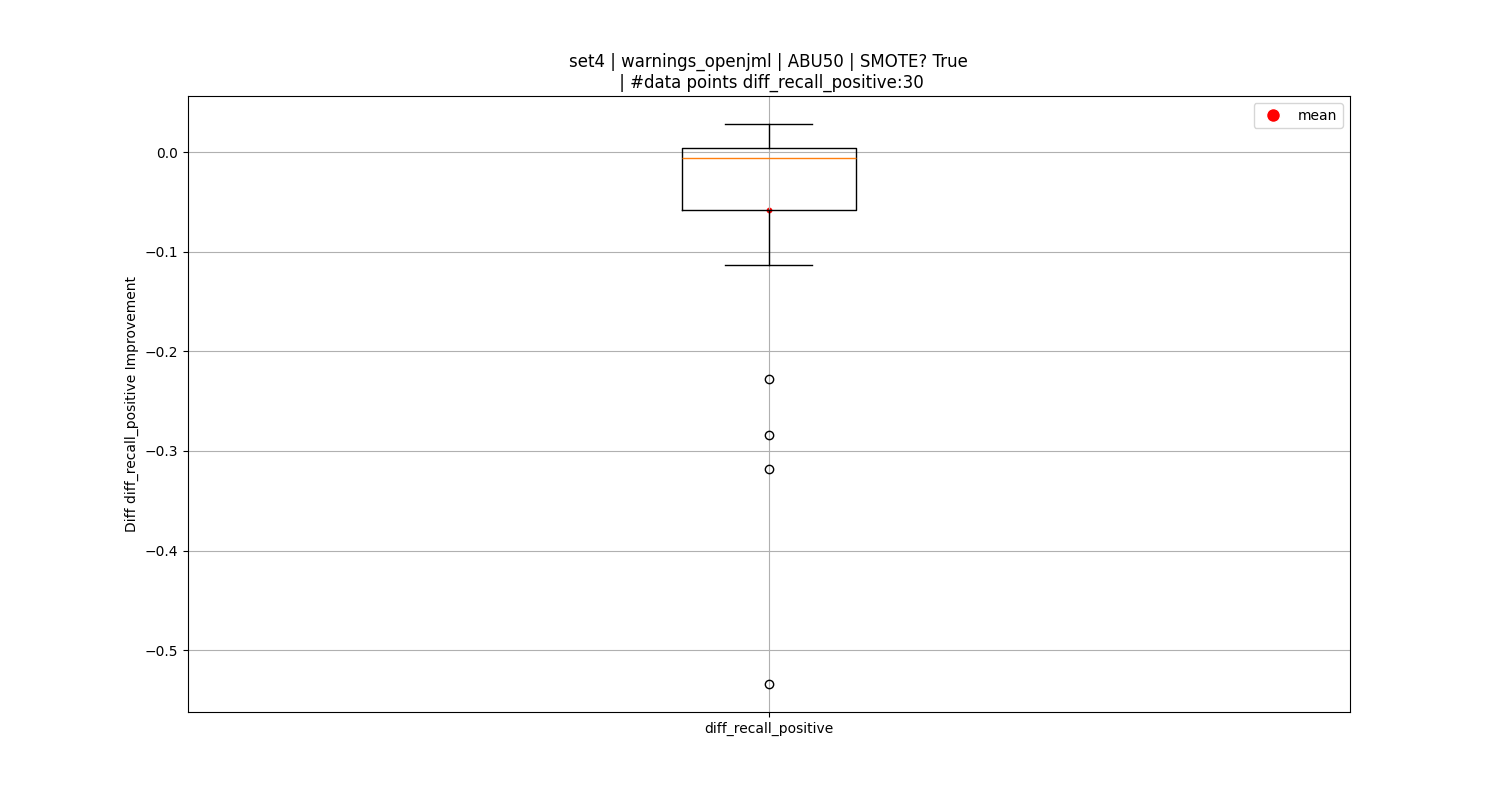 set4 | warnings_openjml | ABU50 | SMOTE? True
| #data points diff_recall_positive:30
mean
0.0
−0.1
−0.2
−0.3
−0.4
−0.5
Diff diff_recall_positive Improvement
diff_recall_positive